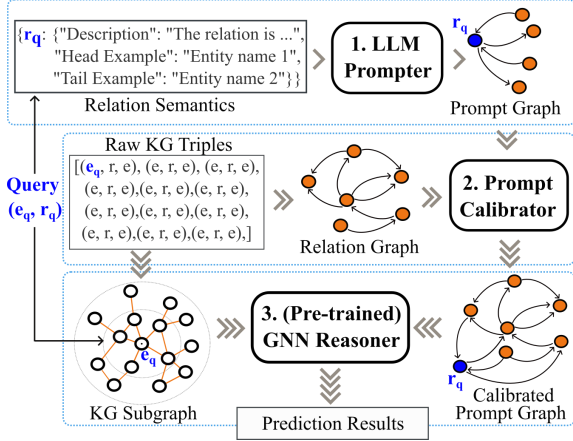 {rq: {"Description": "The relation is ...",
"Head Example": "Entity name 1",
"Tail Example": "Entity name 2"}}
Relation Semantics
1. LLM
Prompter
rq
Prompt Graph
Raw KG Triples
[(eq, r, e), (e, r, e), (e, r, e),
(e, r, e),(e, r, e),(e, r, e),
(e, r, e),(e, r, e),(e, r, e),
(e, r, e),(e, r, e),(e, r, e),]
Relation Graph
2. Prompt
Calibrator
Query
(eq, rq)
eq
KG Subgraph
3. (Pre-trained)
GNN Reasoner
rq
Calibrated
Prompt Graph
Prediction Results